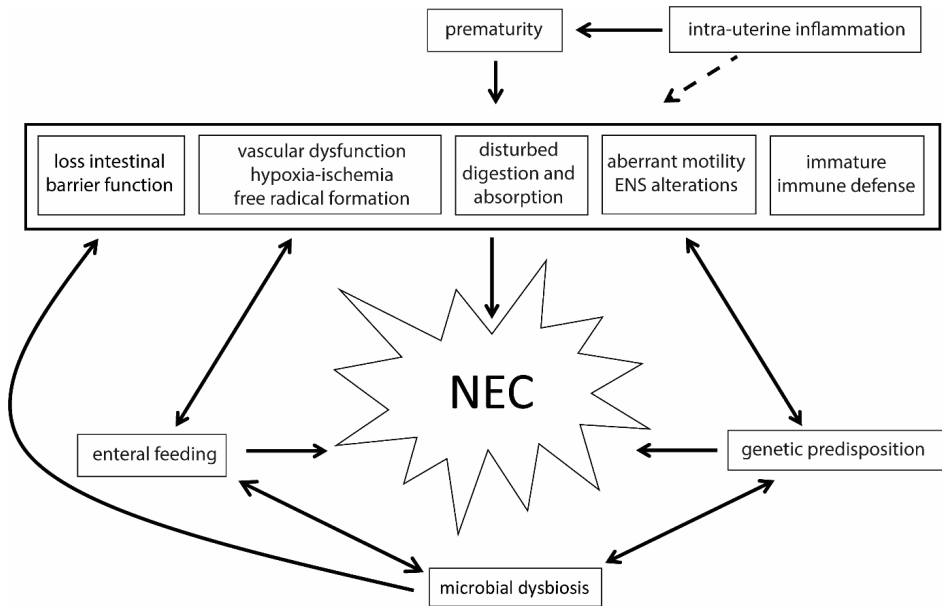 prematurity
intra-uterine inflammation
loss intestinal
barrier function
vascular dysfunction
hypoxia-ischemia
free radical formation
disturbed
digestion and
absorption
aberrant motility
ENS alterations
immature
immune defense
NEC
enteral feeding
genetic predisposition
microbial dysbiosis